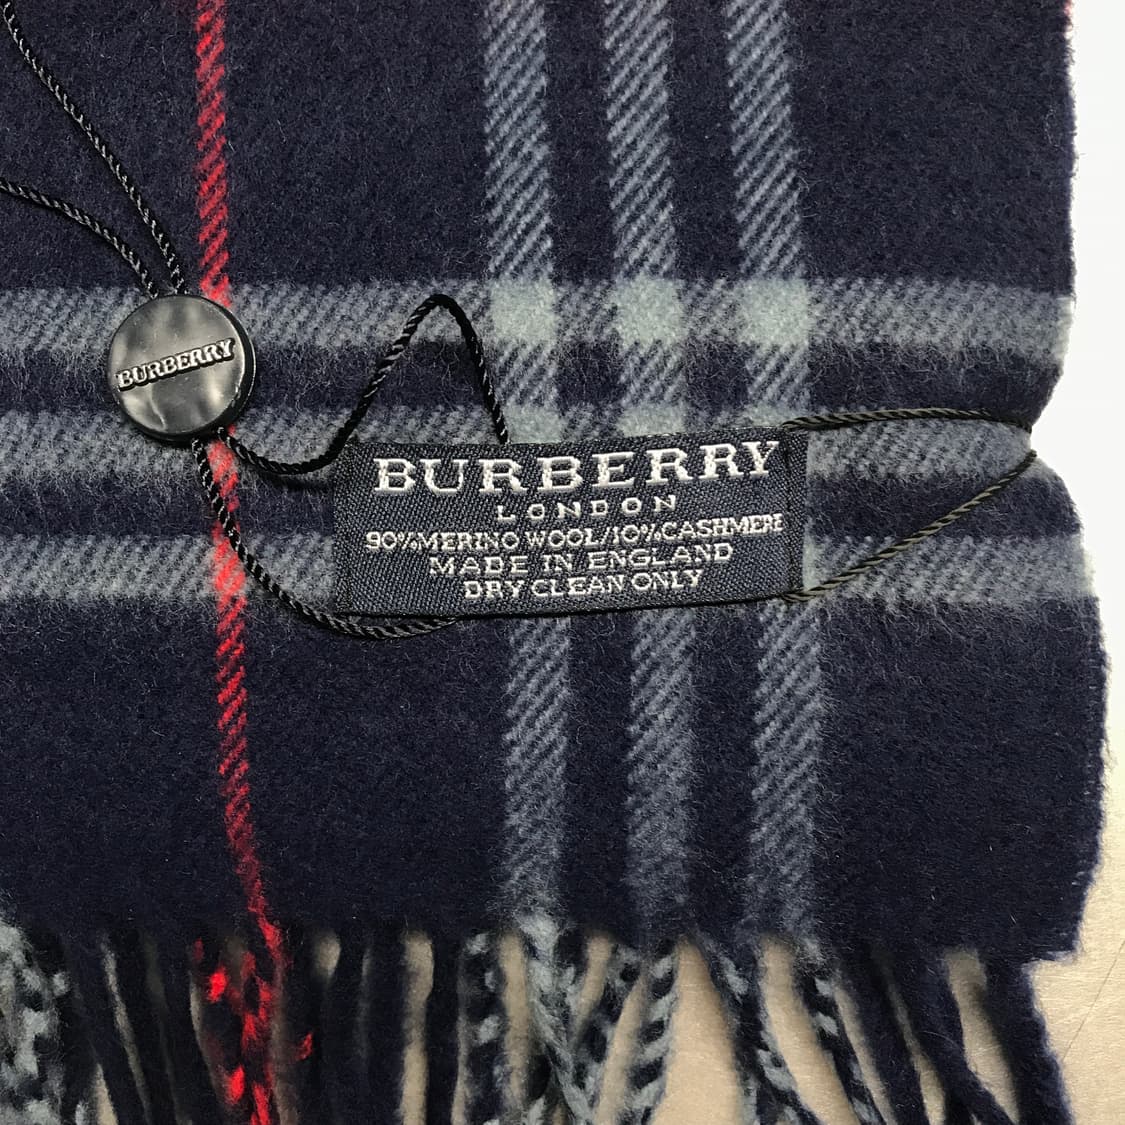 BURBERRY
BURBERRY
LONDON
90%MERINO WOOL/10%CASHMERE
MADE IN ENGLAND
DRY CLEAN ONLY